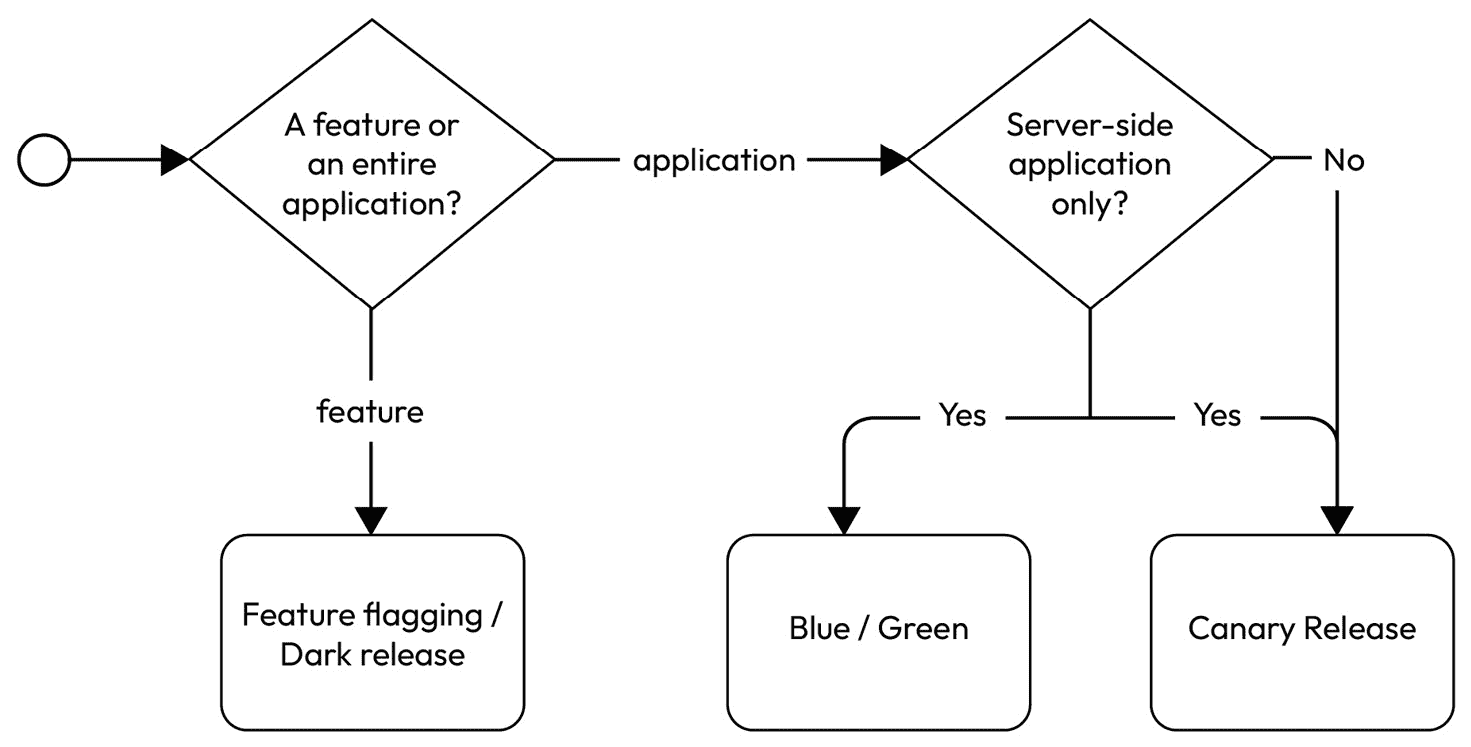 A feature or
an entire
application?
application
Server-side
application
only?
No
feature
Yes
Yes
Feature flagging /
Dark release
Blue / Green
Canary Release